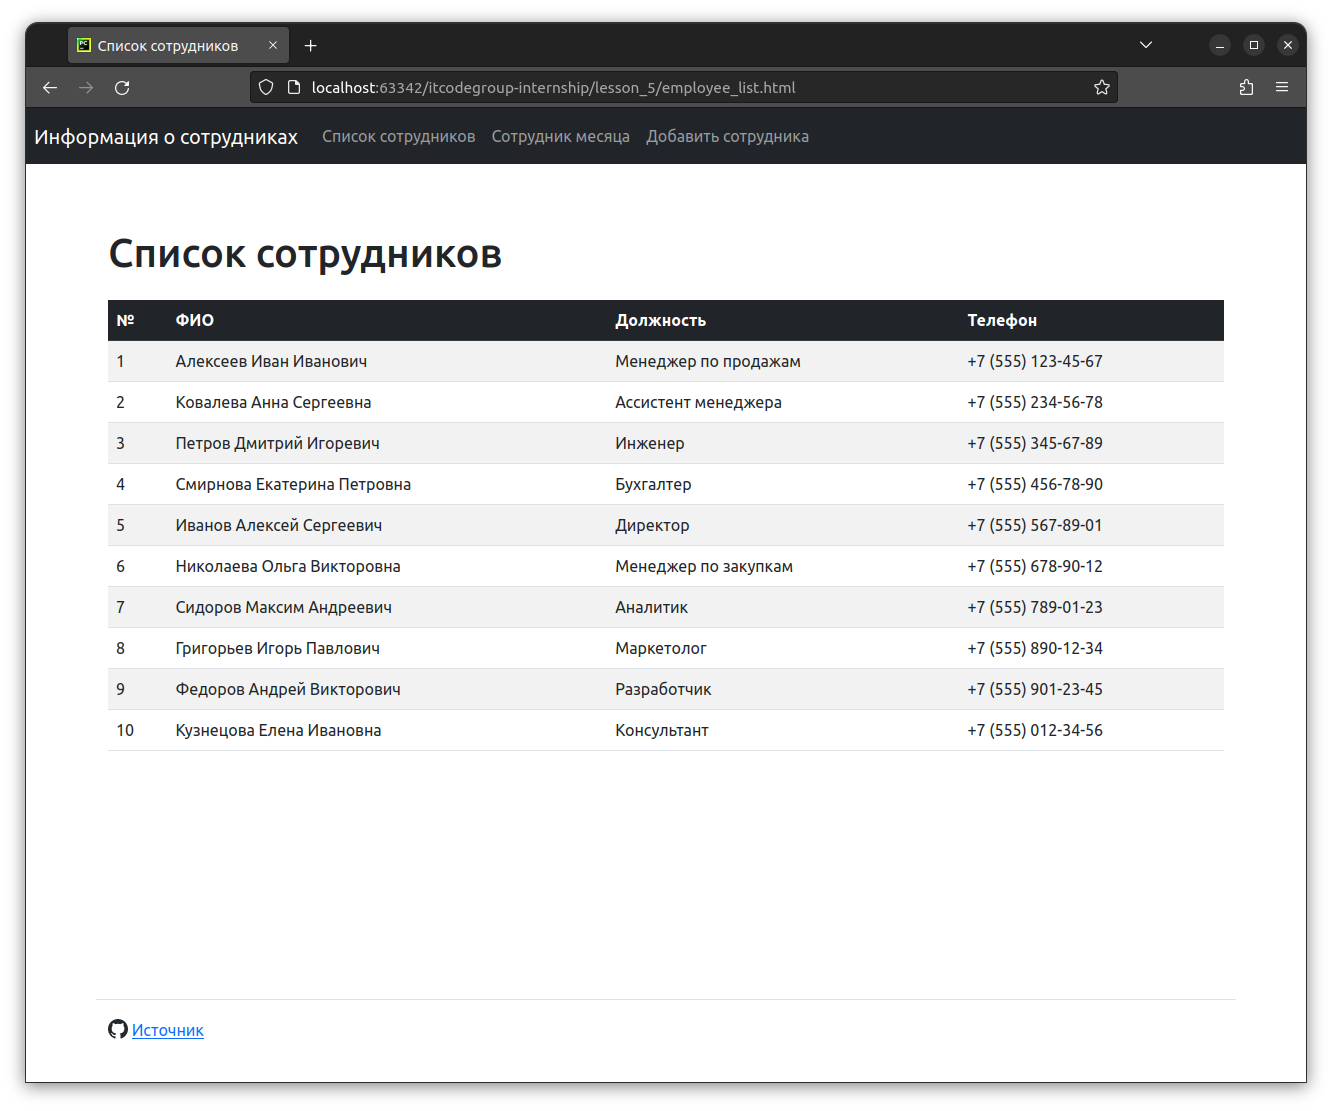 Список сотрудников
localhost:63342/itcodegroup-internship/lesson_5/employee_list.html
Информация о сотрудниках Список сотрудников Сотрудник месяца Добавить сотрудника
Список сотрудников
№ ФИО Должность Телефон
1 Алексеев Иван Иванович Менеджер по продажам +7 (555) 123-45-67
2 Ковалева Анна Сергеевна Ассистент менеджера +7 (555) 234-56-78
3 Петров Дмитрий Игоревич Инженер +7 (555) 345-67-89
4 Смирнова Екатерина Петровна Бухгалтер +7 (555) 456-78-90
5 Иванов Алексей Сергеевич Директор +7 (555) 567-89-01
6 Николаева Ольга Викторовна Менеджер по закупкам +7 (555) 678-90-12
7 Сидоров Максим Андреевич Аналитик +7 (555) 789-01-23
8 Григорьев Игорь Павлович Маркетолог +7 (555) 890-12-34
9 Федоров Андрей Викторович Разработчик +7 (555) 901-23-45
10 Кузнецова Елена Ивановна Консультант +7 (555) 012-34-56
Источник